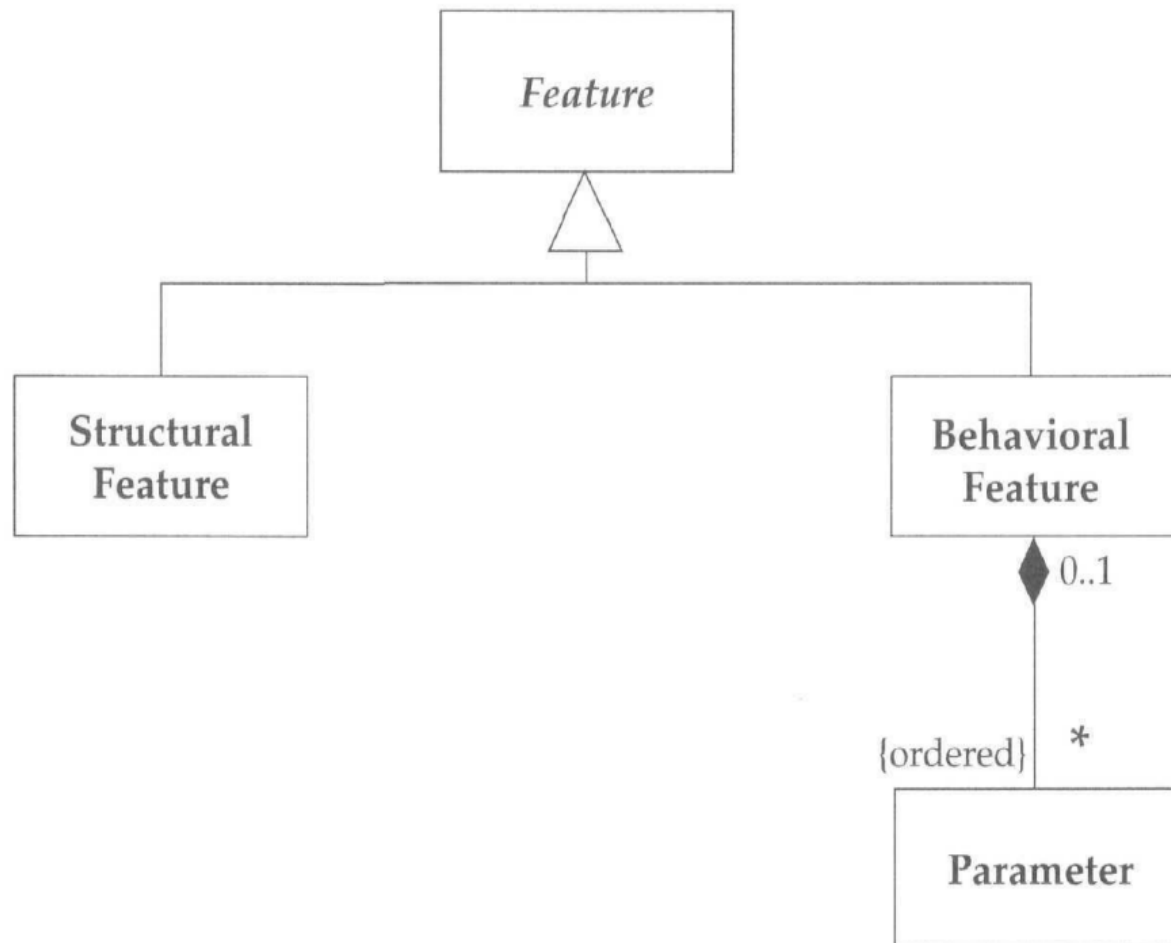 Feature
Structural
Feature
Behavioral
Feature
0..1
{ordered}
*
Parameter